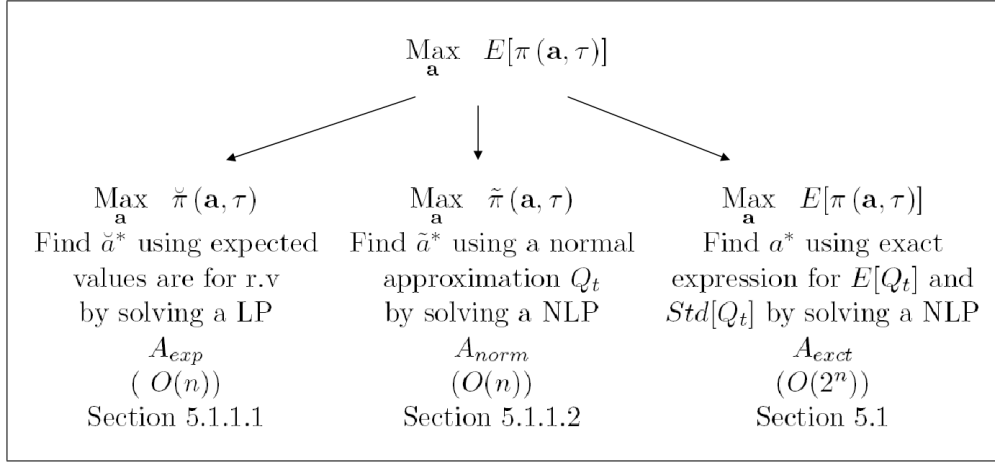 Max E[π (a, τ)]
a
Max π̆ (a, τ)
a
Find ă* using expected
values are for r.v
by solving a LP
A_exp
( O(n))
Section 5.1.1.1
Max π̃ (a, τ)
a
Find ã* using a normal
approximation Q_t
by solving a NLP
A_norm
(O(n))
Section 5.1.1.2
Max E[π (a, τ)]
a
Find a* using exact
expression for E[Q_t] and
Std[Q_t] by solving a NLP
A_exct
(O(2^n))
Section 5.1